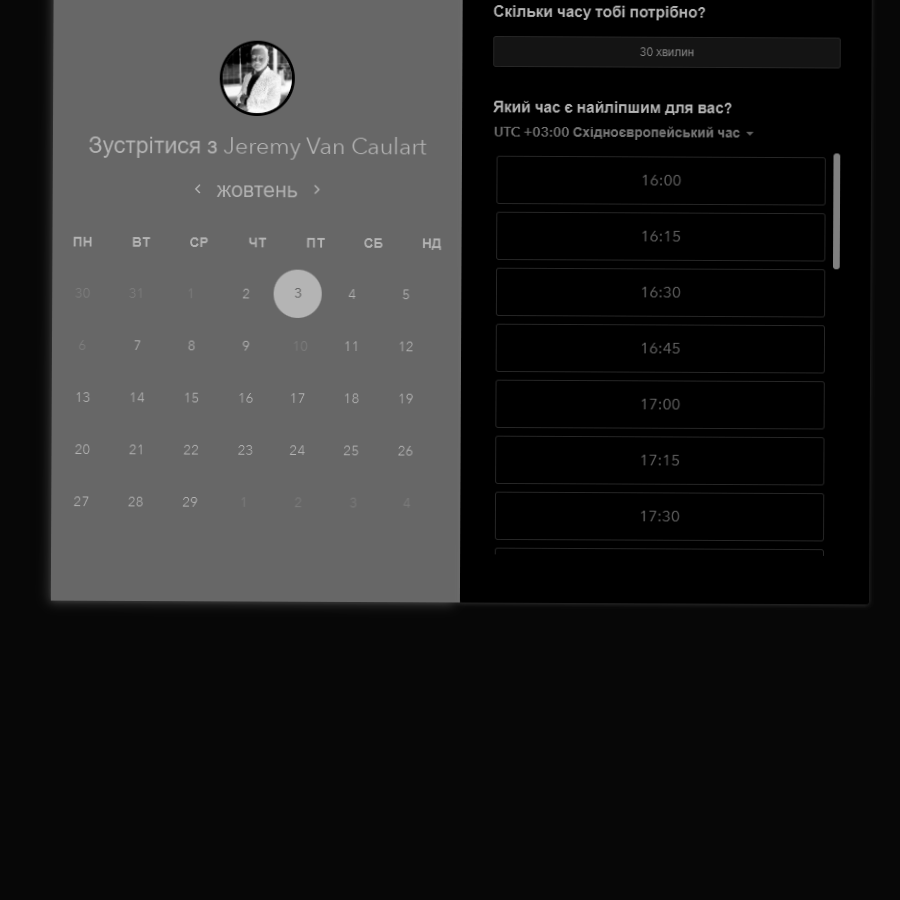 Зустрітися з Jeremy Van Caulart
жовтень
ПН ВТ СР ЧТ ПТ СБ НД
30 31 1 2 3 4 5
6 7 8 9 10 11 12
13 14 15 16 17 18 19
20 21 22 23 24 25 26
27 28 29 1 2 3 4
Скільки часу тобі потрібно?
30 хвилин
Який час є найліпшим для вас?
UTC +03:00 Східноєвропейський час
16:00
16:15
16:30
16:45
17:00
17:15
17:30